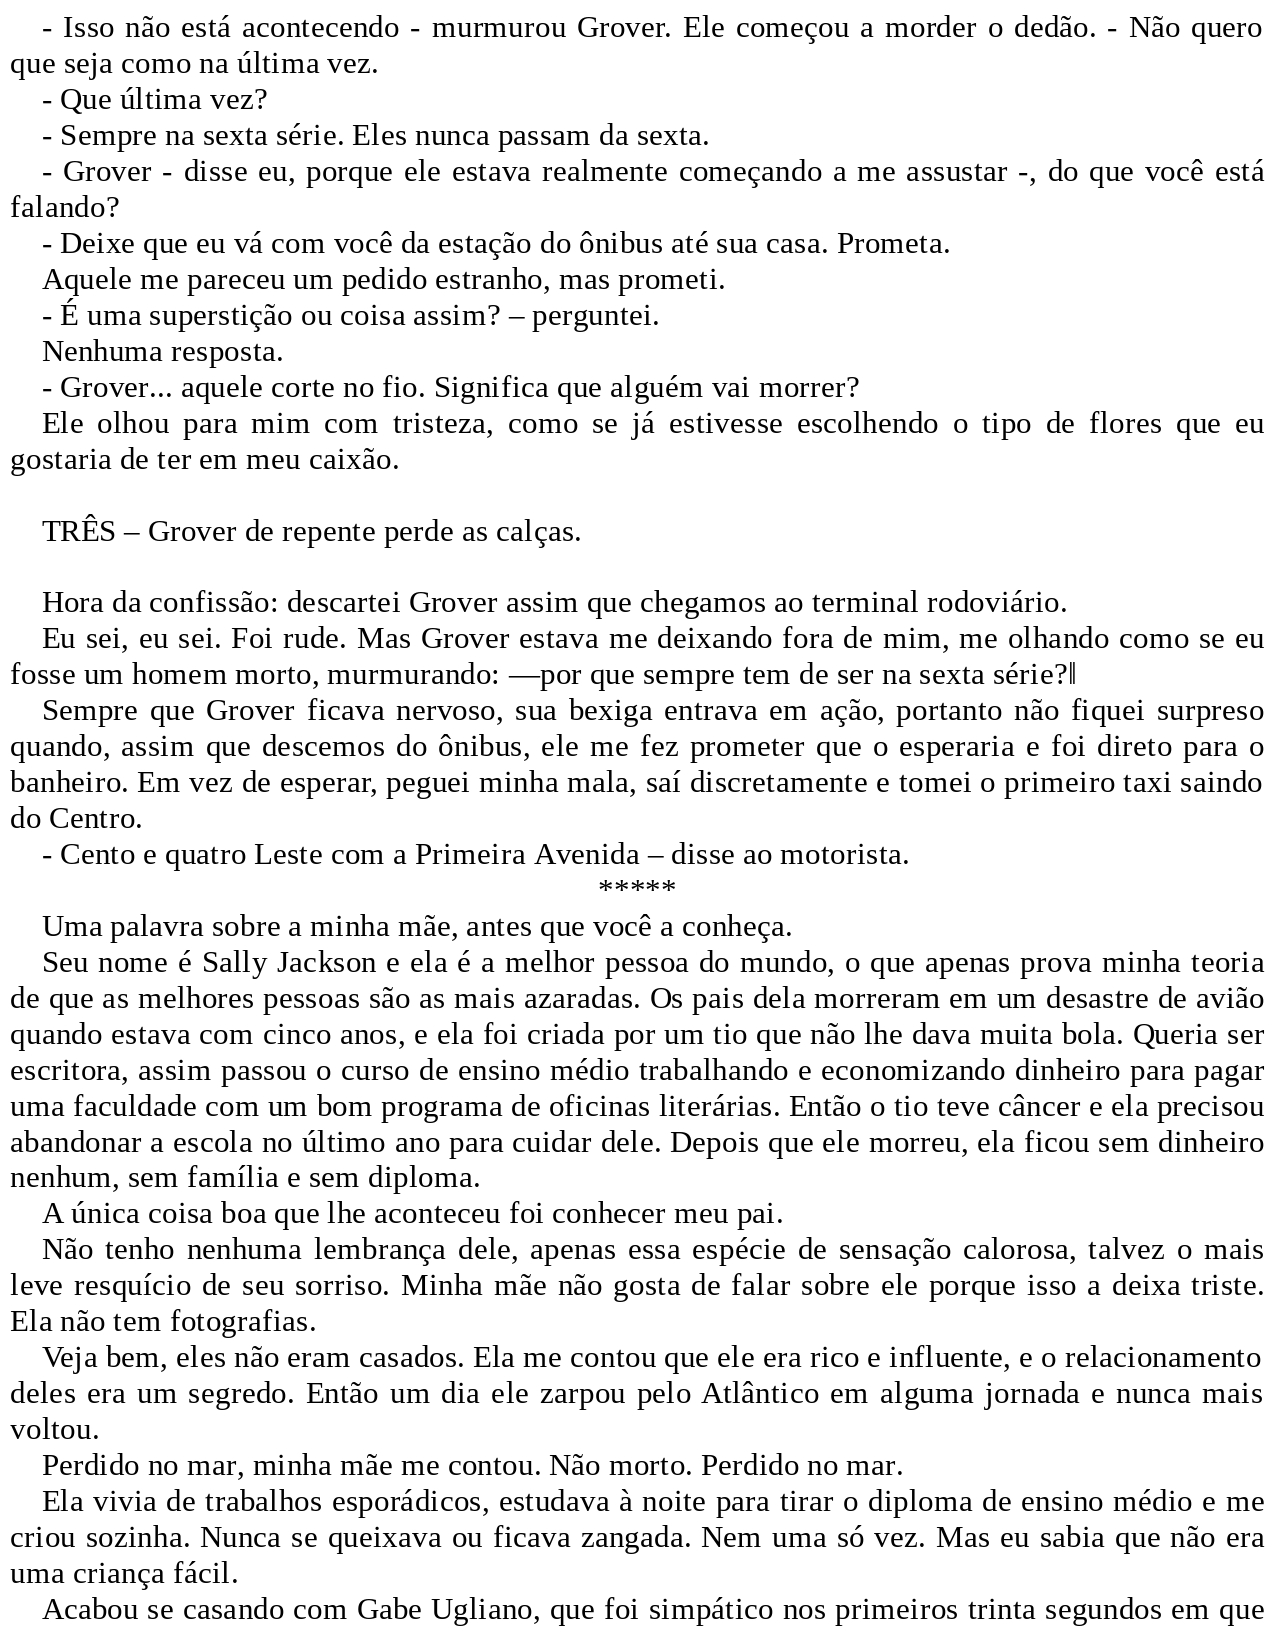 - Isso não está acontecendo - murmurou Grover. Ele começou a morder o dedão. - Não quero
que seja como na última vez.
- Que última vez?
- Sempre na sexta série. Eles nunca passam da sexta.
- Grover - disse eu, porque ele estava realmente começando a me assustar -, do que você está
falando?
- Deixe que eu vá com você da estação do ônibus até sua casa. Prometa.
Aquele me pareceu um pedido estranho, mas prometi.
- É uma superstição ou coisa assim? – perguntei.
Nenhuma resposta.
- Grover... aquele corte no fio. Significa que alguém vai morrer?
Ele olhou para mim com tristeza, como se já estivesse escolhendo o tipo de flores que eu
gostaria de ter em meu caixão.
TRÊS – Grover de repente perde as calças.
Hora da confissão: descartei Grover assim que chegamos ao terminal rodoviário.
Eu sei, eu sei. Foi rude. Mas Grover estava me deixando fora de mim, me olhando como se eu
fosse um homem morto, murmurando: ―por que sempre tem de ser na sexta série?‖
Sempre que Grover ficava nervoso, sua bexiga entrava em ação, portanto não fiquei surpreso
quando, assim que descemos do ônibus, ele me fez prometer que o esperaria e foi direto para o
banheiro. Em vez de esperar, peguei minha mala, saí discretamente e tomei o primeiro taxi saindo
do Centro.
- Cento e quatro Leste com a Primeira Avenida – disse ao motorista.
*****
Uma palavra sobre a minha mãe, antes que você a conheça.
Seu nome é Sally Jackson e ela é a melhor pessoa do mundo, o que apenas prova minha teoria
de que as melhores pessoas são as mais azaradas. Os pais dela morreram em um desastre de avião
quando estava com cinco anos, e ela foi criada por um tio que não lhe dava muita bola. Queria ser
escritora, assim passou o curso de ensino médio trabalhando e economizando dinheiro para pagar
uma faculdade com um bom programa de oficinas literárias. Então o tio teve câncer e ela precisou
abandonar a escola no último ano para cuidar dele. Depois que ele morreu, ela ficou sem dinheiro
nenhum, sem família e sem diploma.
A única coisa boa que lhe aconteceu foi conhecer meu pai.
Não tenho nenhuma lembrança dele, apenas essa espécie de sensação calorosa, talvez o mais
leve resquício de seu sorriso. Minha mãe não gosta de falar sobre ele porque isso a deixa triste.
Ela não tem fotografias.
Veja bem, eles não eram casados. Ela me contou que ele era rico e influente, e o relacionamento
deles era um segredo. Então um dia ele zarpou pelo Atlântico em alguma jornada e nunca mais
voltou.
Perdido no mar, minha mãe me contou. Não morto. Perdido no mar.
Ela vivia de trabalhos esporádicos, estudava à noite para tirar o diploma de ensino médio e me
criou sozinha. Nunca se queixava ou ficava zangada. Nem uma só vez. Mas eu sabia que não era
uma criança fácil.
Acabou se casando com Gabe Ugliano, que foi simpático nos primeiros trinta segundos em que